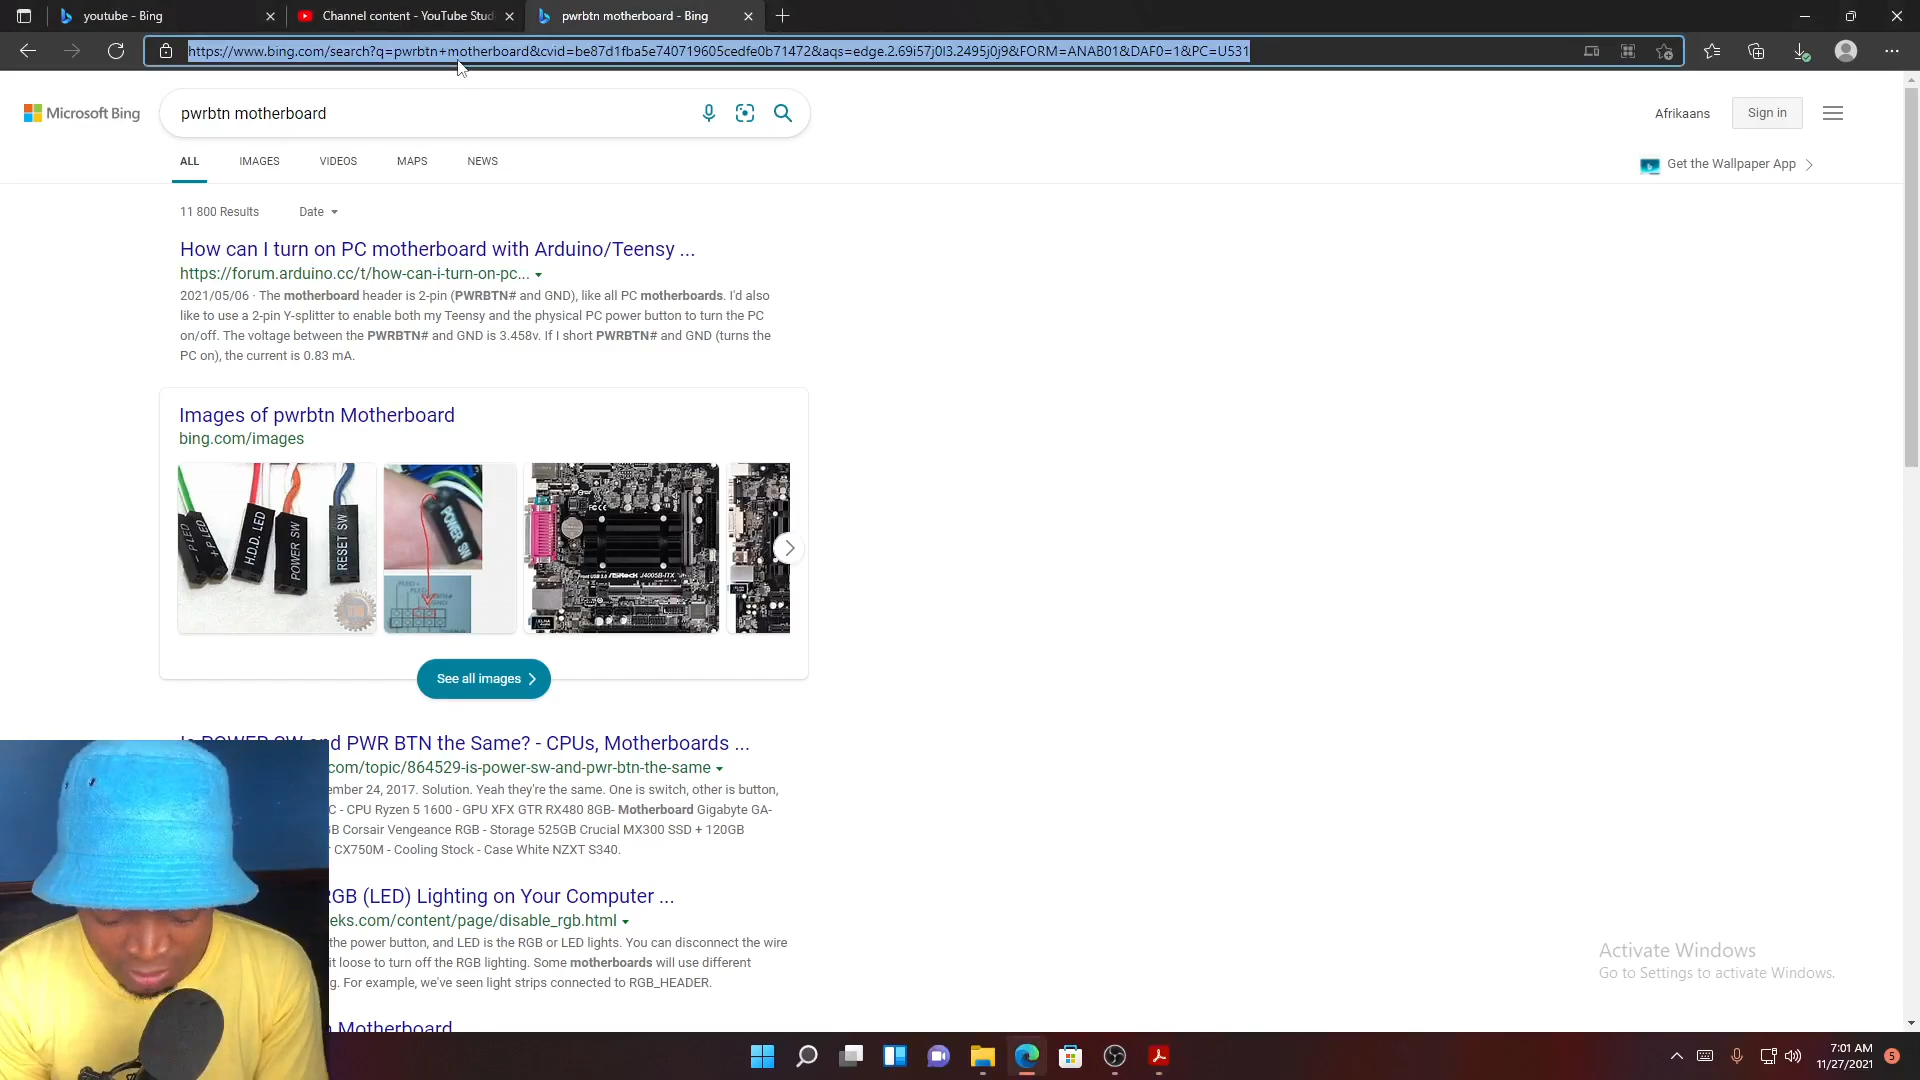 youtube - Bing
Channel content - YouTube Stud
pwrbtn motherboard - Bing
https://www.bing.com/search?q=pwrbtn+motherboard&cvid=be87d1fba5e740719605cedfe0b71472&aqs=edge.2.69i57j0l3.2495j0j9&FORM=ANAB01&DAF0=1&PC=U531
Microsoft Bing
pwrbtn motherboard
Afrikaans
Sign in
ALL
IMAGES
VIDEOS
MAPS
NEWS
Get the Wallpaper App
11 800 Results
Date
How can I turn on PC motherboard with Arduino/Teensy ...
https://forum.arduino.cc/t/how-can-i-turn-on-pc...
2021/05/06 · The motherboard header is 2-pin (PWRBTN# and GND), like all PC motherboards. I'd also
like to use a 2-pin Y-splitter to enable both my Teensy and the physical PC power button to turn the PC
on/off. The voltage between the PWRBTN# and GND is 3.458v. If I short PWRBTN# and GND (turns the
PC on), the current is 0.83 mA.
Images of pwrbtn Motherboard
bing.com/images
- P LED
+ P LED
H.D.D. LED
POWER SW
RESET SW
POWER SW
J4005B-ITX
See all images
Is POWER SW and PWR BTN the Same? - CPUs, Motherboards ...
com/topic/864529-is-power-sw-and-pwr-btn-the-same
ember 24, 2017. Solution. Yeah they're the same. One is switch, other is button,
C - CPU Ryzen 5 1600 - GPU XFX GTR RX480 8GB- Motherboard Gigabyte GA-
B Corsair Vengeance RGB - Storage 525GB Crucial MX300 SSD + 120GB
CX750M - Cooling Stock - Case White NZXT S340.
RGB (LED) Lighting on Your Computer ...
eks.com/content/page/disable_rgb.html
the power button, and LED is the RGB or LED lights. You can disconnect the wire
it loose to turn off the RGB lighting. Some motherboards will use different
g. For example, we've seen light strips connected to RGB_HEADER.
Motherboard
Activate Windows
Go to Settings to activate Windows.
7:01 AM
11/27/2021
5